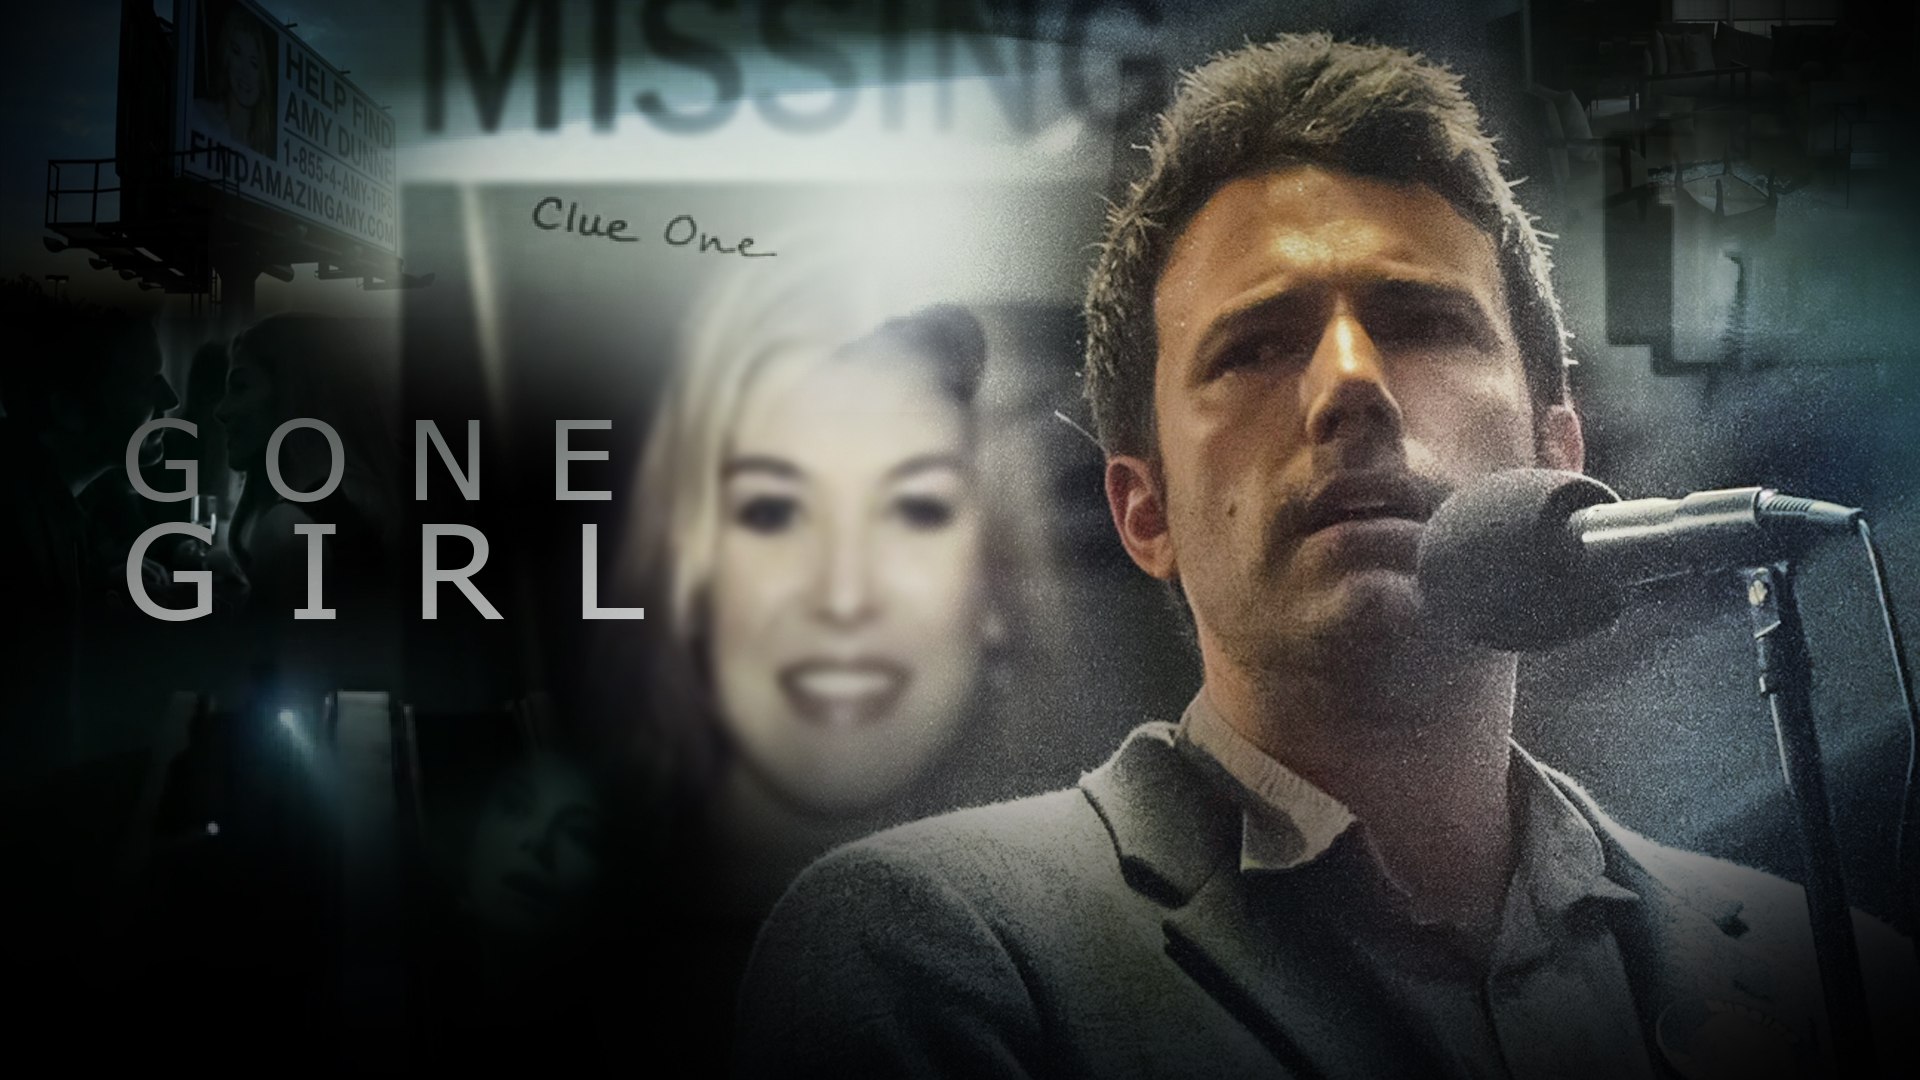 MISSING
HELP FIND
AMY DUNNE
1-855-4-AMY-TIPS
FINDAMAZINGAMY.COM
Clue One
GONE
GIRL